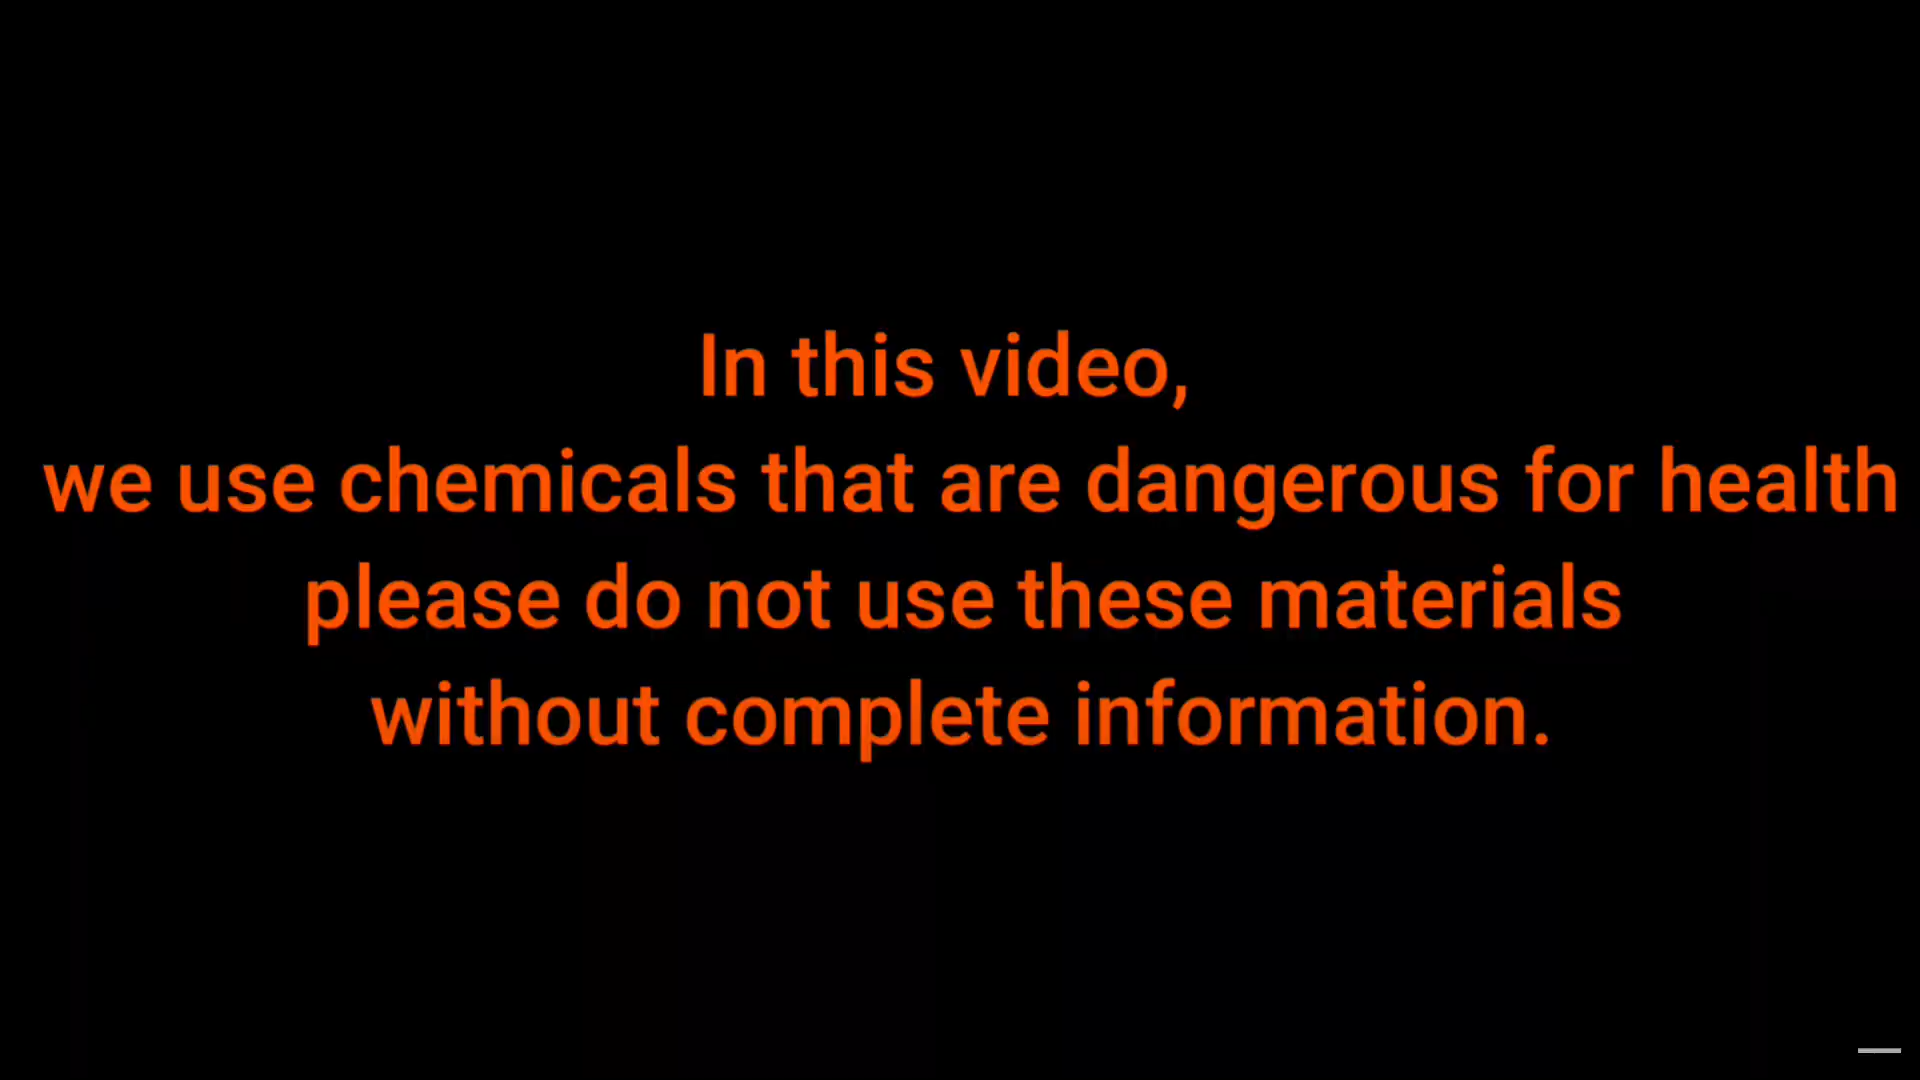 In this video,
we use chemicals that are dangerous for health
please do not use these materials
without complete information.